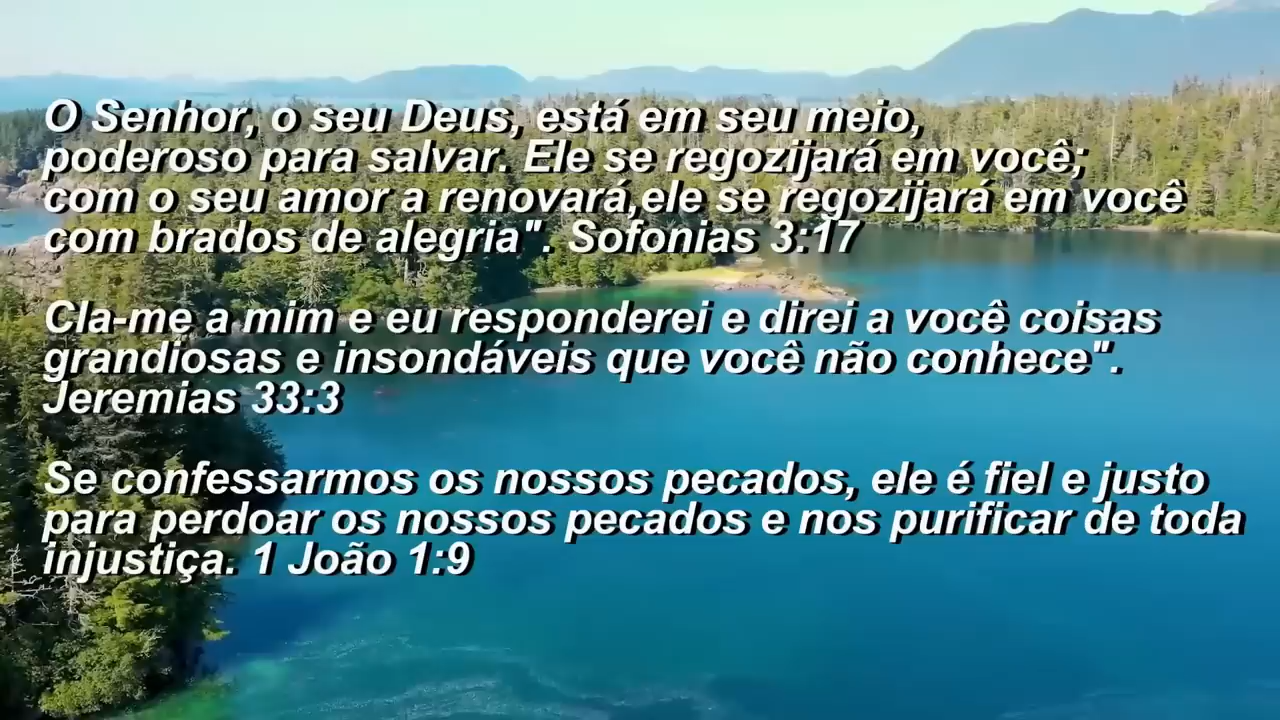 O Senhor, o seu Deus, está em seu meio,
poderoso para salvar. Ele se regozijará em você;
com o seu amor a renovará,ele se regozijará em você
com brados de alegria". Sofonias 3:17
Cla-me a mim e eu responderei e direi a você coisas
grandiosas e insondáveis que você não conhece".
Jeremias 33:3
Se confessarmos os nossos pecados, ele é fiel e justo
para perdoar os nossos pecados e nos purificar de toda
injustiça. 1 João 1:9